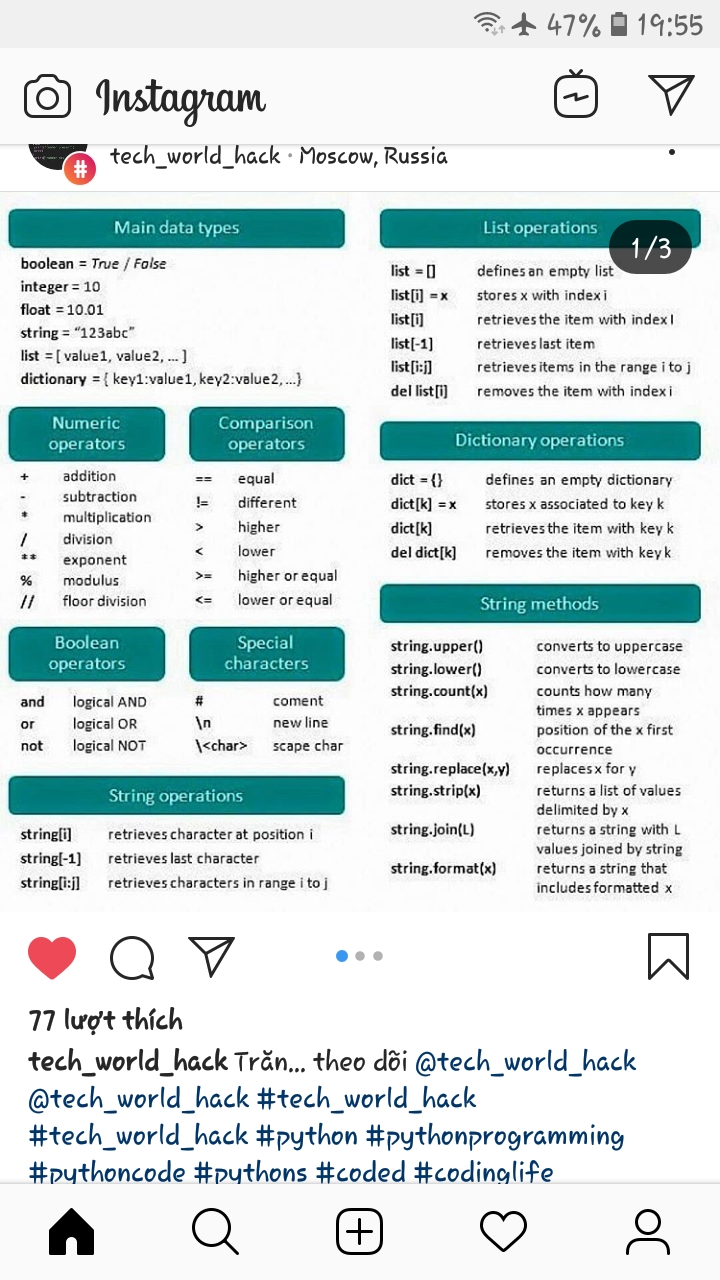 47% 19:55
Instagram
tech_world_hack · Moscow, Russia
1/3
Main data types
boolean = True / False
integer = 10
float = 10.01
string = “123abc”
list = [ value1, value2, ... ]
dictionary = { key1:value1, key2:value2, ...}
Numeric
operators
+ addition
- subtraction
* multiplication
/ division
** exponent
% modulus
// floor division
Comparison
operators
== equal
!= different
> higher
< lower
>= higher or equal
<= lower or equal
Boolean
operators
and logical AND
or logical OR
not logical NOT
Special
characters
# coment
\n new line
\<char> scape char
String operations
string[i] retrieves character at position i
string[-1] retrieves last character
string[i:j] retrieves characters in range i to j
List operations
list = [] defines an empty list
list[i] = x stores x with index i
list[i] retrieves the item with index I
list[-1] retrieves last item
list[i:j] retrieves items in the range i to j
del list[i] removes the item with index i
Dictionary operations
dict = {} defines an empty dictionary
dict[k] = x stores x associated to key k
dict[k] retrieves the item with key k
del dict[k] removes the item with key k
String methods
string.upper() converts to uppercase
string.lower() converts to lowercase
string.count(x) counts how many
times x appears
string.find(x) position of the x first
occurrence
string.replace(x,y) replaces x for y
string.strip(x) returns a list of values
delimited by x
string.join(L) returns a string with L
values joined by string
string.format(x) returns a string that
includes formatted x
77 lượt thích
tech_world_hack Trăn... theo dõi @tech_world_hack
@tech_world_hack #tech_world_hack
#tech_world_hack #python #pythonprogramming
#pythoncode #pythons #coded #codinglife